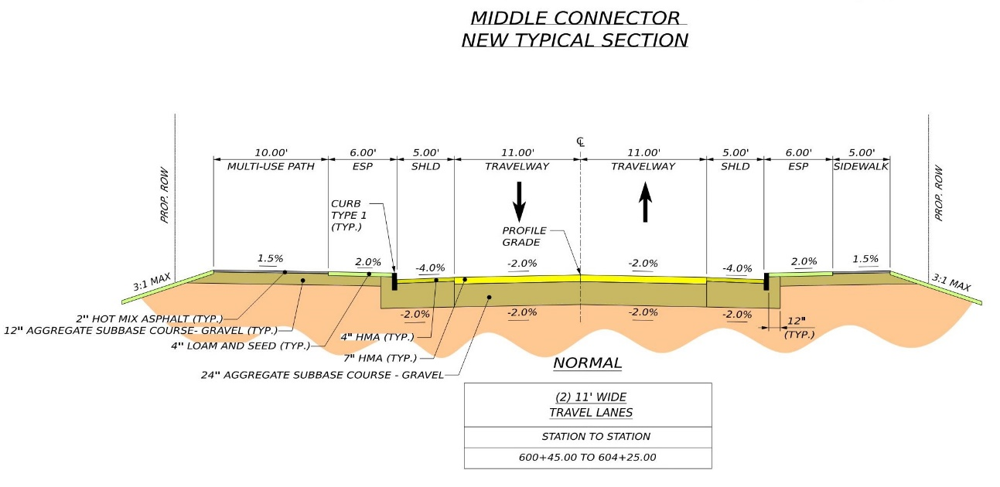 MIDDLE CONNECTOR
NEW TYPICAL SECTION
℄
10.00' 6.00' 5.00' 11.00' 11.00' 5.00' 6.00' 5.00'
MULTI-USE PATH ESP SHLD TRAVELWAY TRAVELWAY SHLD ESP SIDEWALK
PROP. ROW
PROP. ROW
CURB
TYPE 1
(TYP.)
PROFILE
GRADE
3:1 MAX
1.5% 2.0% -4.0% -2.0% -2.0% -4.0% 2.0% 1.5%
3:1 MAX
-2.0% -2.0% -2.0% -2.0%
12"
(TYP.)
2" HOT MIX ASPHALT (TYP.)
12" AGGREGATE SUBBASE COURSE- GRAVEL (TYP.)
4" LOAM AND SEED (TYP.)
4" HMA (TYP.)
7" HMA (TYP.)
24" AGGREGATE SUBBASE COURSE - GRAVEL
NORMAL
(2) 11' WIDE
TRAVEL LANES
STATION TO STATION
600+45.00 TO 604+25.00